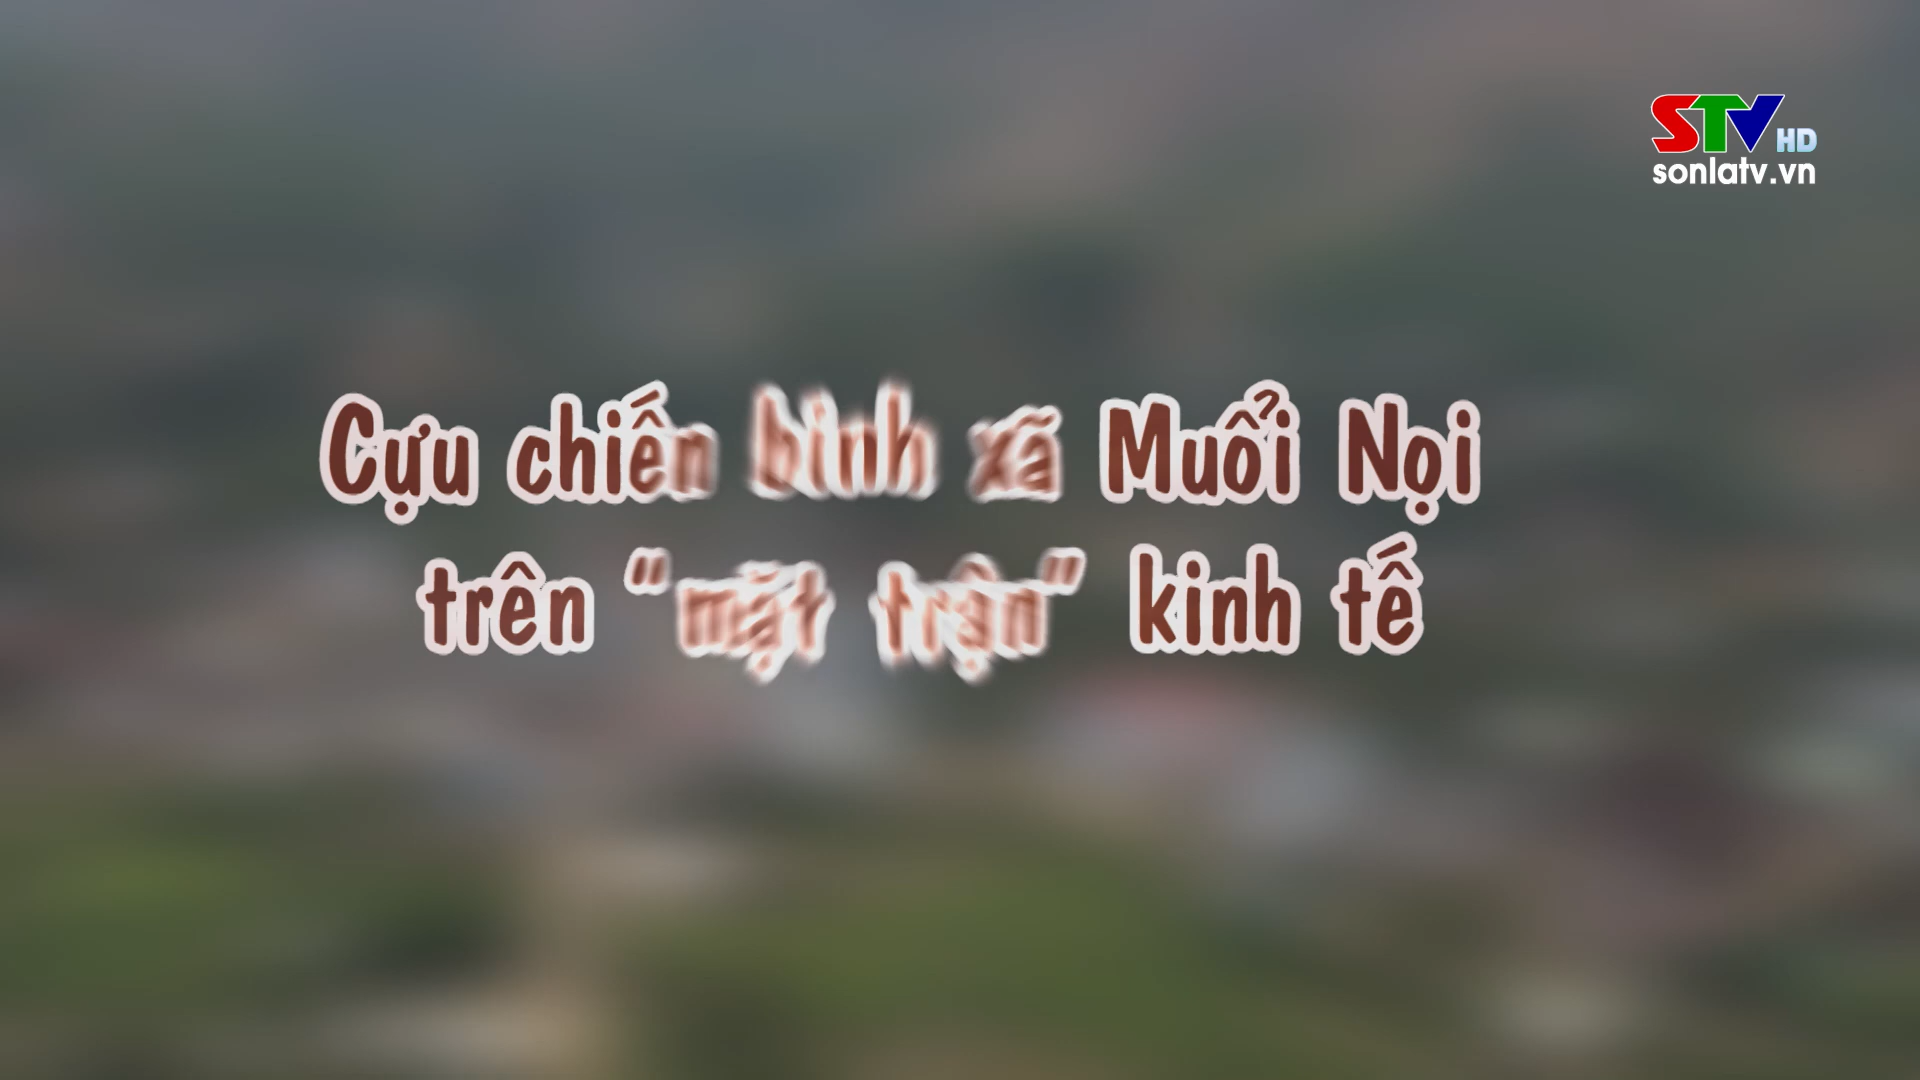 STV HD
sonlatv.vn
Cựu chiến binh xã Muổi Nọi
trên "mặt trận" kinh tế